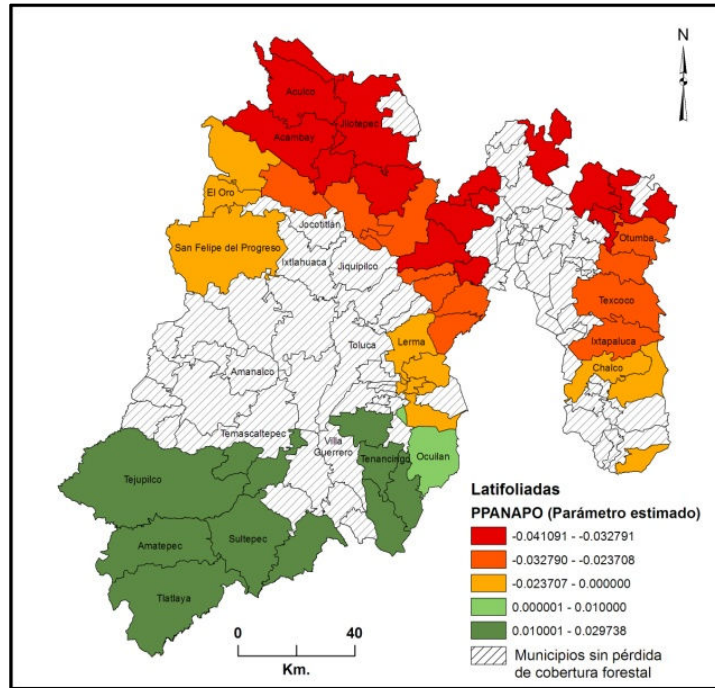 N
Aculco
Jilotepec
Acambay
El Oro
Jocotitlán
San Felipe del Progreso
Ixtlahuaca
Jiquipilco
Otumba
Texcoco
Lerma
Toluca
Ixtapaluca
Chalco
Amanalco
Temascaltepec
Villa
Guerrero
Tenancingo
Ocuilan
Tejupilco
Amatepec
Sultepec
Tlatlaya
Latifoliadas
PPANAPO (Parámetro estimado)
-0.041091 - -0.032791
-0.032790 - -0.023708
-0.023707 - 0.000000
0.000001 - 0.010000
0.010001 - 0.029738
Municipios sin pérdida
de cobertura forestal
0 40
Km.